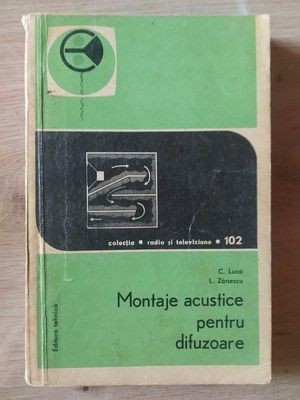 colecția • radio și televiziune • 102
C. Luca
L. Zănescu
Montaje acustice
pentru
difuzoare
Editura tehnică